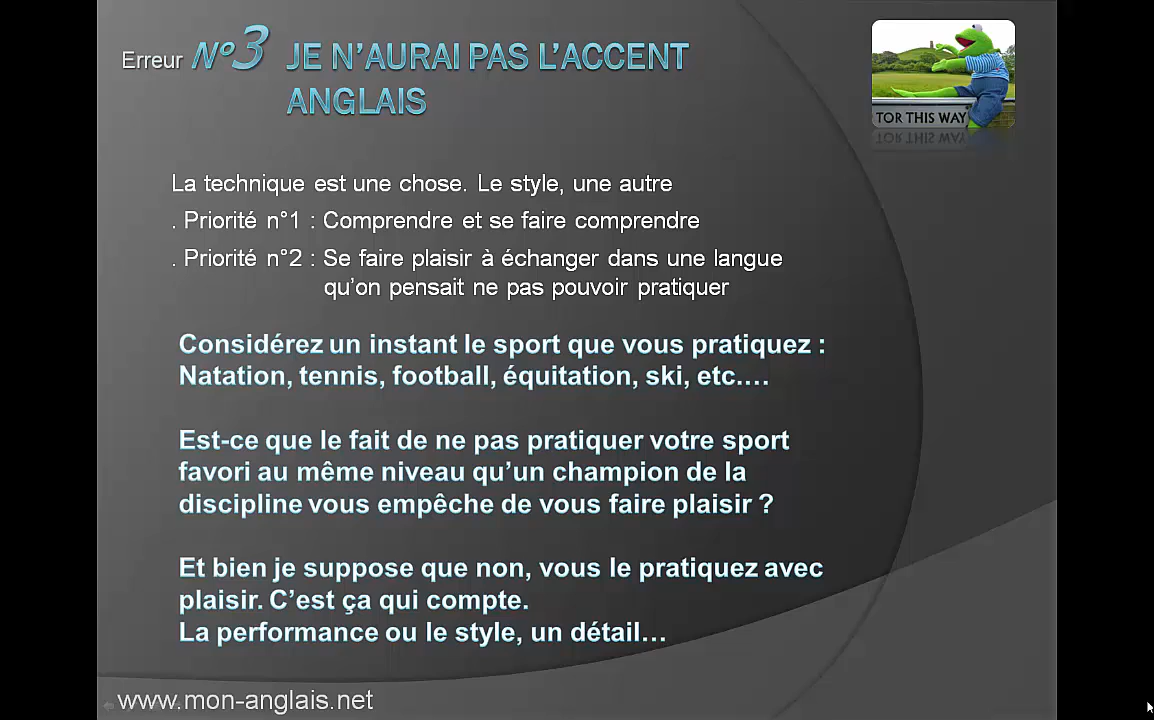 Erreur N°3 JE N’AURAI PAS L’ACCENT
ANGLAIS
TOR THIS WAY
La technique est une chose. Le style, une autre
. Priorité n°1 : Comprendre et se faire comprendre
. Priorité n°2 : Se faire plaisir à échanger dans une langue
qu’on pensait ne pas pouvoir pratiquer
Considérez un instant le sport que vous pratiquez :
Natation, tennis, football, équitation, ski, etc.…
Est-ce que le fait de ne pas pratiquer votre sport
favori au même niveau qu’un champion de la
discipline vous empêche de vous faire plaisir ?
Et bien je suppose que non, vous le pratiquez avec
plaisir. C’est ça qui compte.
La performance ou le style, un détail…
www.mon-anglais.net